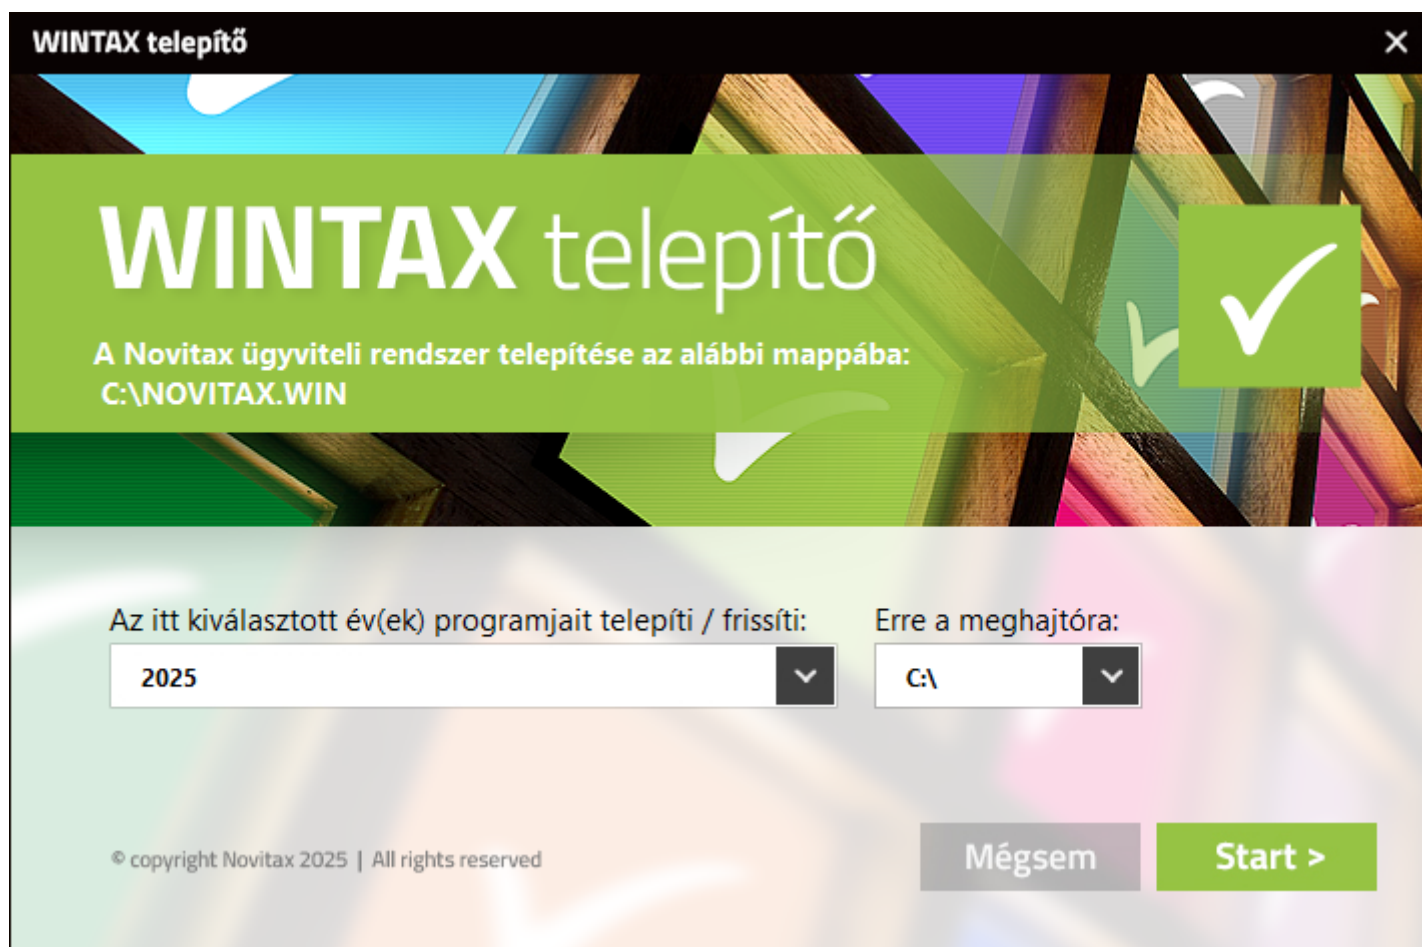 WINTAX telepítő
WINTAX telepítő
A Novitax ügyviteli rendszer telepítése az alábbi mappába:
C:\NOVITAX.WIN
Az itt kiválasztott év(ek) programjait telepíti / frissíti:
Erre a meghajtóra:
2025
C:\
© copyright Novitax 2025 | All rights reserved
Mégsem
Start >